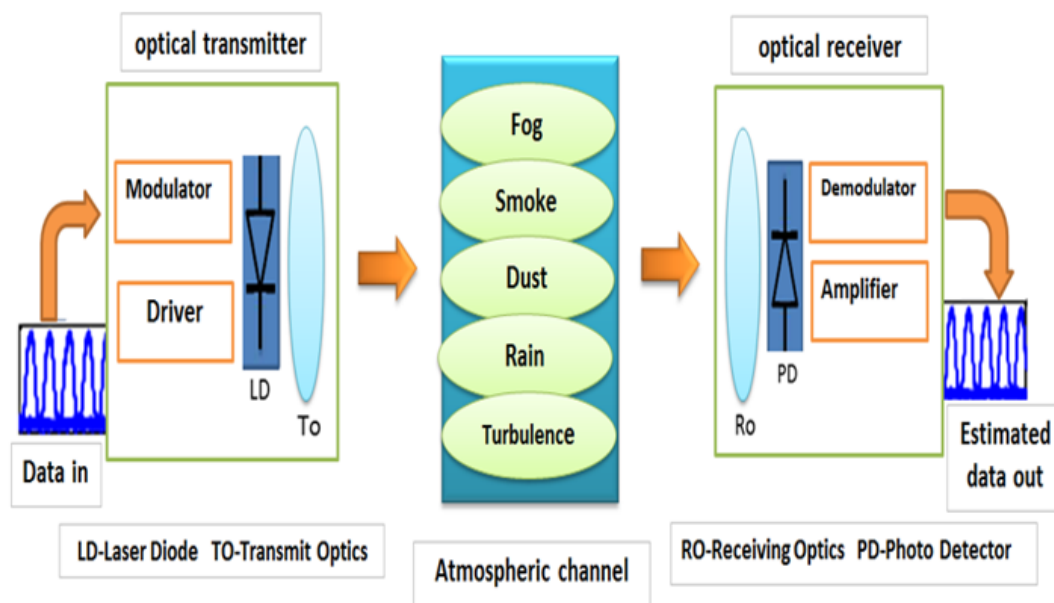 optical transmitter
Modulator
Driver
LD
To
Data in
LD-Laser Diode TO-Transmit Optics
Fog
Smoke
Dust
Rain
Turbulence
Atmospheric channel
optical receiver
Demodulator
Amplifier
PD
Ro
Estimated
data out
RO-Receiving Optics PD-Photo Detector